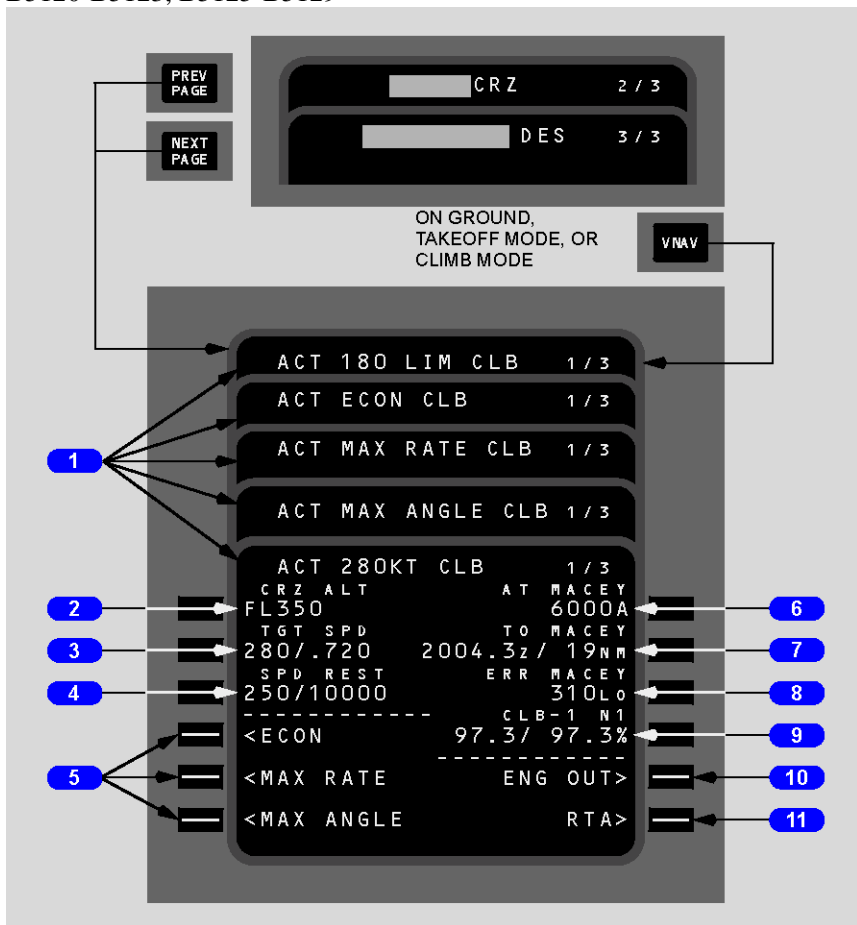 PREV PAGE
NEXT PAGE
CRZ 2/3
DES 3/3
ON GROUND,
TAKEOFF MODE, OR
CLIMB MODE
VNAV
ACT 180 LIM CLB 1/3
ACT ECON CLB 1/3
1
ACT MAX RATE CLB 1/3
ACT MAX ANGLE CLB 1/3
ACT 280KT CLB 1/3
CRZ ALT AT MACEY
2 FL350 6000A 6
TGT SPD TO MACEY
3 280/.720 2004.3z/ 19NM 7
SPD REST ERR MACEY
4 250/10000 310LO 8
------------- CLB-1 N1
<ECON 97.3/ 97.3% 9
-----------
5 <MAX RATE ENG OUT> 10
<MAX ANGLE RTA> 11